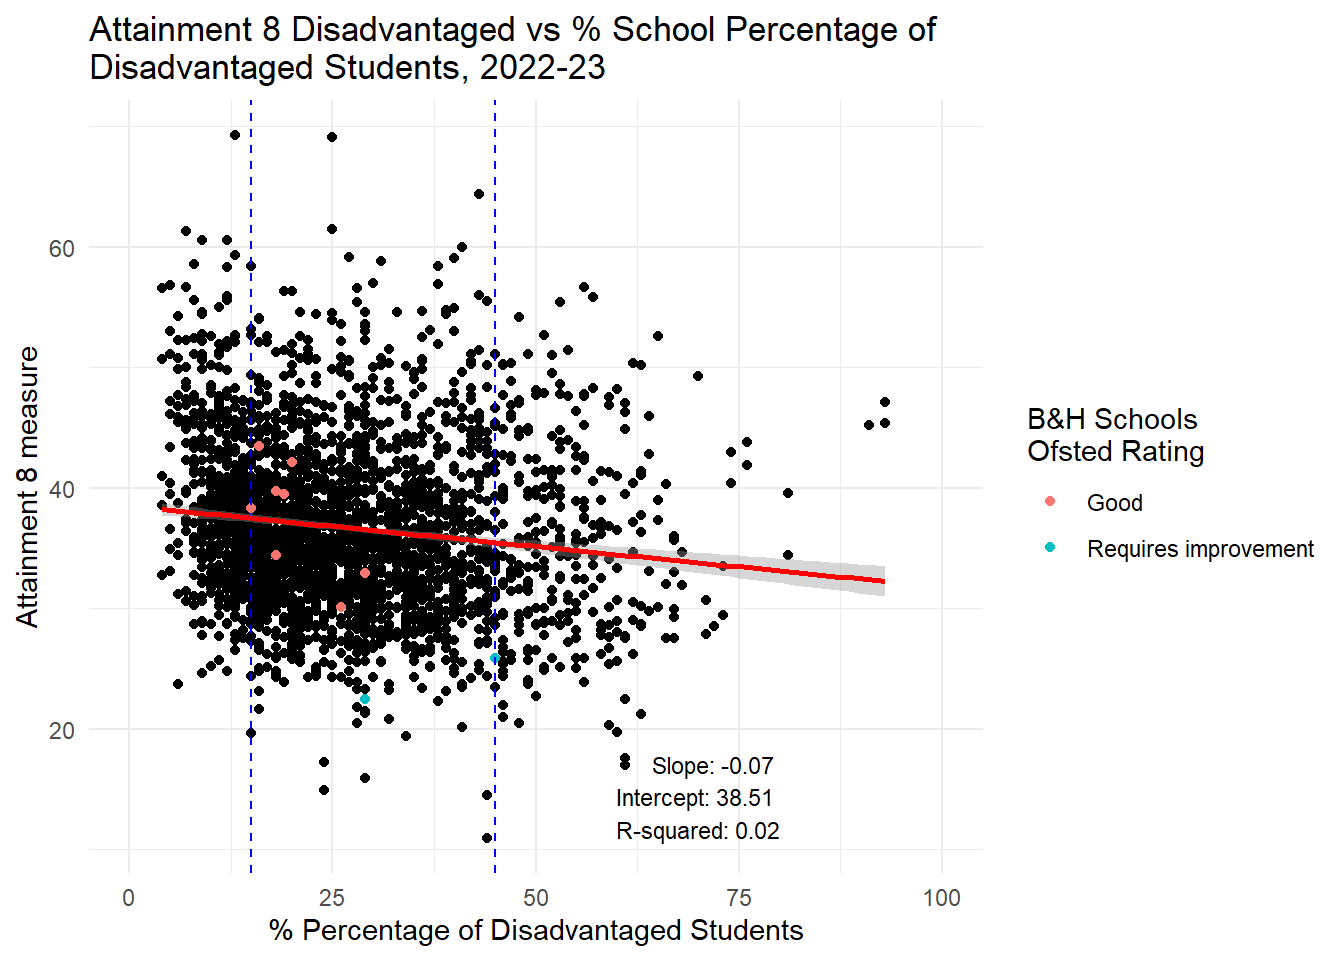 Attainment 8 Disadvantaged vs % School Percentage of
Disadvantaged Students, 2022-23
Attainment 8 measure
60
40
20
Slope: -0.07
Intercept: 38.51
R-squared: 0.02
0 25 50 75 100
% Percentage of Disadvantaged Students
B&H Schools
Ofsted Rating
Good
Requires improvement